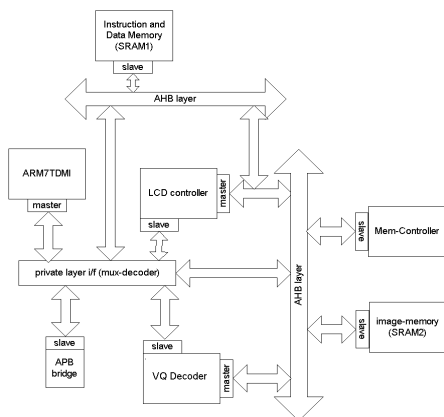 Instruction and
Data Memory
(SRAM1)
slave
AHB layer
ARM7TDMI
master
LCD controller
master
slave
private layer i/f (mux-decoder)
AHB layer
slave
Mem-Controller
slave
image-memory
(SRAM2)
slave
APB
bridge
slave
VQ Decoder
master